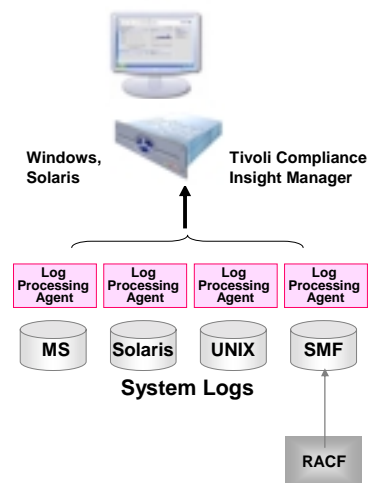 Windows,
Solaris
Tivoli Compliance
Insight Manager
Log
Processing
Agent
Log
Processing
Agent
Log
Processing
Agent
Log
Processing
Agent
MS
Solaris
UNIX
SMF
System Logs
RACF